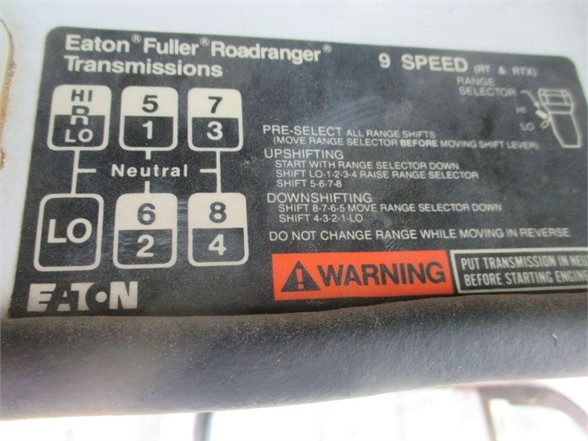 Eaton® Fuller® Roadranger®
Transmissions
9 SPEED (RT & RTX)
RANGE
SELECTOR
HI
LO
HI
R
LO
5
1
7
3
Neutral
LO
6
2
8
4
PRE-SELECT ALL RANGE SHIFTS
(MOVE RANGE SELECTOR BEFORE MOVING SHIFT LEVER)
UPSHIFTING
START WITH RANGE SELECTOR DOWN
SHIFT LO-1-2-3-4 RAISE RANGE SELECTOR
SHIFT 5-6-7-8
DOWNSHIFTING
SHIFT 8-7-6-5 MOVE RANGE SELECTOR DOWN
SHIFT 4-3-2-1-LO
DO NOT CHANGE RANGE WHILE MOVING IN REVERSE
WARNING
PUT TRANSMISSION IN NEU
BEFORE STARTING ENGIN
EATON